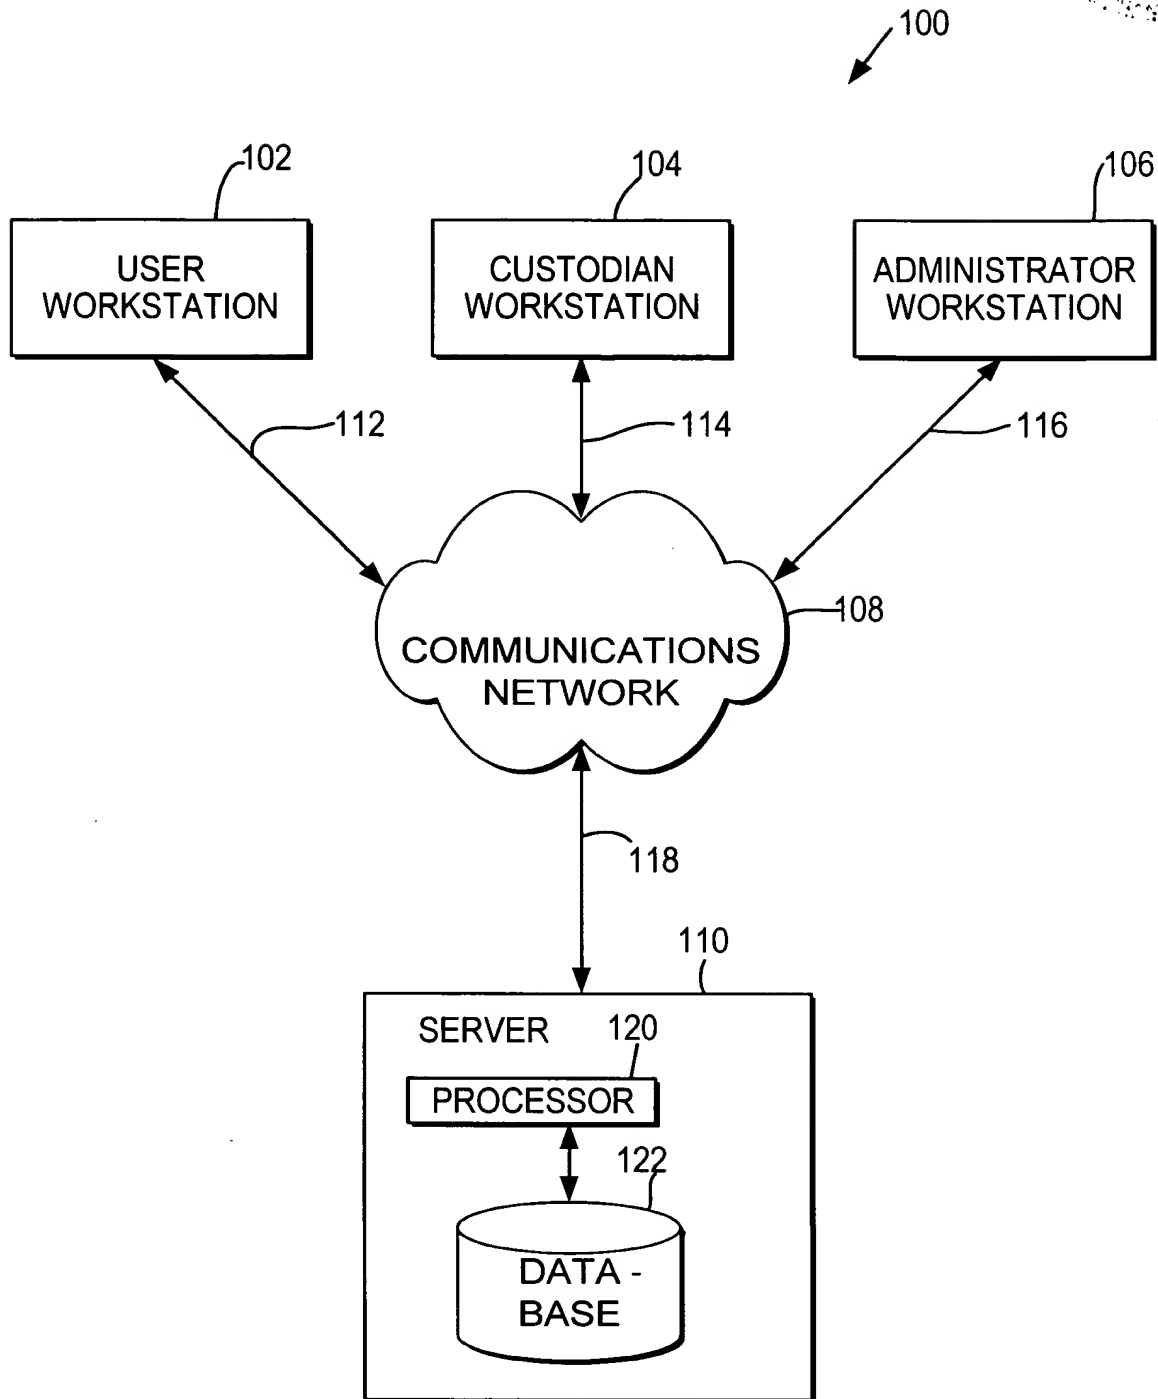 100
102
104
106
USER
WORKSTATION
CUSTODIAN
WORKSTATION
ADMINISTRATOR
WORKSTATION
112
114
116
108
COMMUNICATIONS
NETWORK
118
110
SERVER
120
PROCESSOR
122
DATA -
BASE